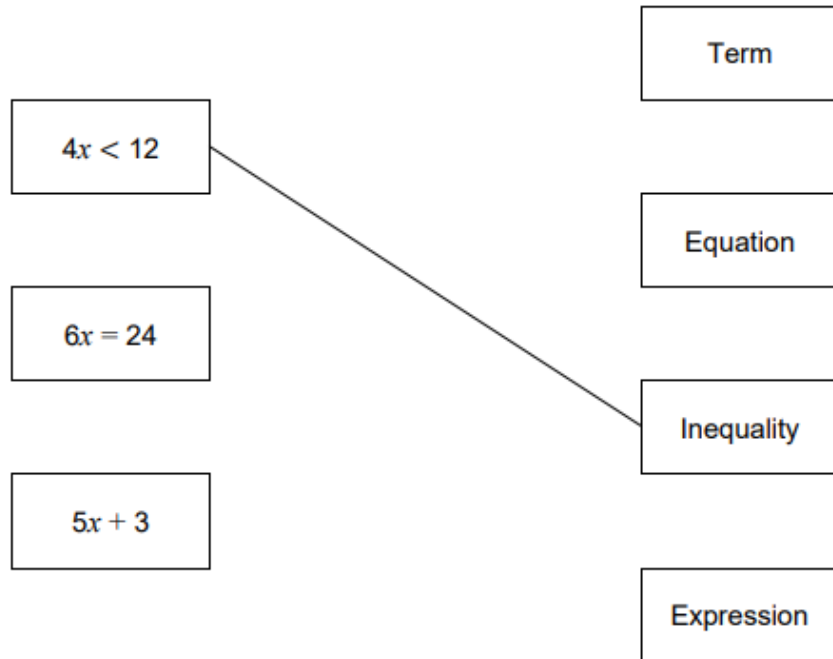 Term
4x < 12
Equation
6x = 24
Inequality
5x + 3
Expression